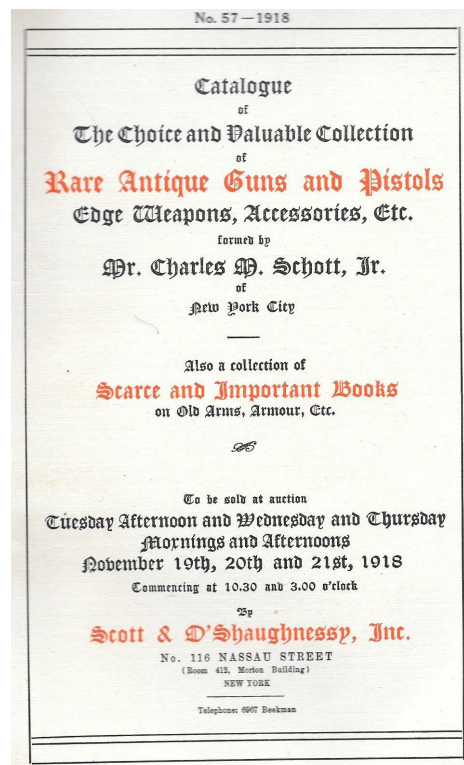 No. 57—1918
Catalogue
of
The Choice and Valuable Collection
of
Rare Antique Guns and Pistols
Edge Weapons, Accessories, Etc.
formed by
Mr. Charles M. Schott, Jr.
of
New York City
Also a collection of
Scarce and Important Books
on Old Arms, Armour, Etc.
To be sold at auction
Tuesday Afternoon and Wednesday and Thursday
Mornings and Afternoons
November 19th, 20th and 21st, 1918
Commencing at 10.30 and 3.00 o'clock
By
Scott & O'Shaughnessy, Inc.
No. 116 NASSAU STREET
(Room 412, Morton Building)
NEW YORK
Telephone: 6967 Beekman